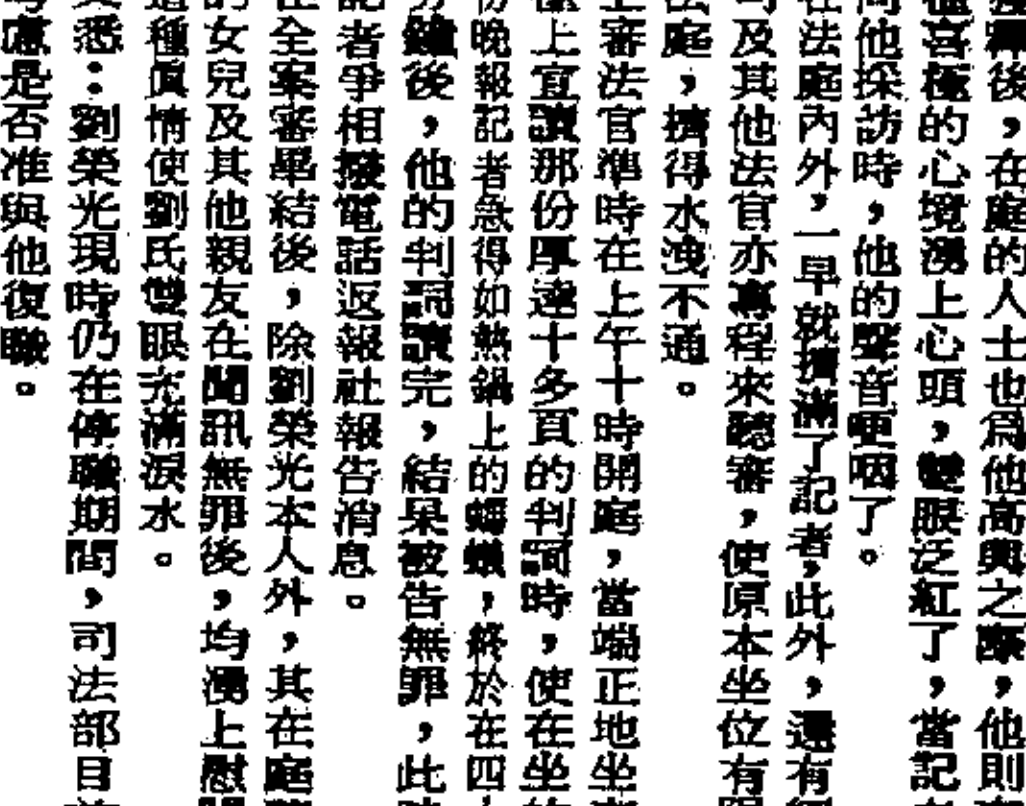 後，在庭的人士也爲他高興之際，他則
喜極的心境湧上心頭，雙眼泛紅了，當記
他採訪時，他的聲音哽咽了。
在法庭內外，一早就擠滿了記者，此外，還有
司及其他法官亦專程來聽審，使原本坐位有限
法庭，擠得水洩不通。
主審法官準時在上午十時開庭，當端正地坐
上宣讀那份厚達十多頁的判詞時，使在坐的
份晚報記者急得如熱鍋上的螞蟻，終於在四十
分鐘後，他的判詞讀完，結果被告無罪，此時
記者爭相撥電話返報社報告消息。
在全案審畢結後，除劉榮光本人外，其在庭
的女兒及其他親友在聞訊無罪後，均湧上慰問
這種眞情使劉氏雙眼充滿淚水。
悉：劉榮光現時仍在停職期間，司法部目前
考慮是否准與他復職。